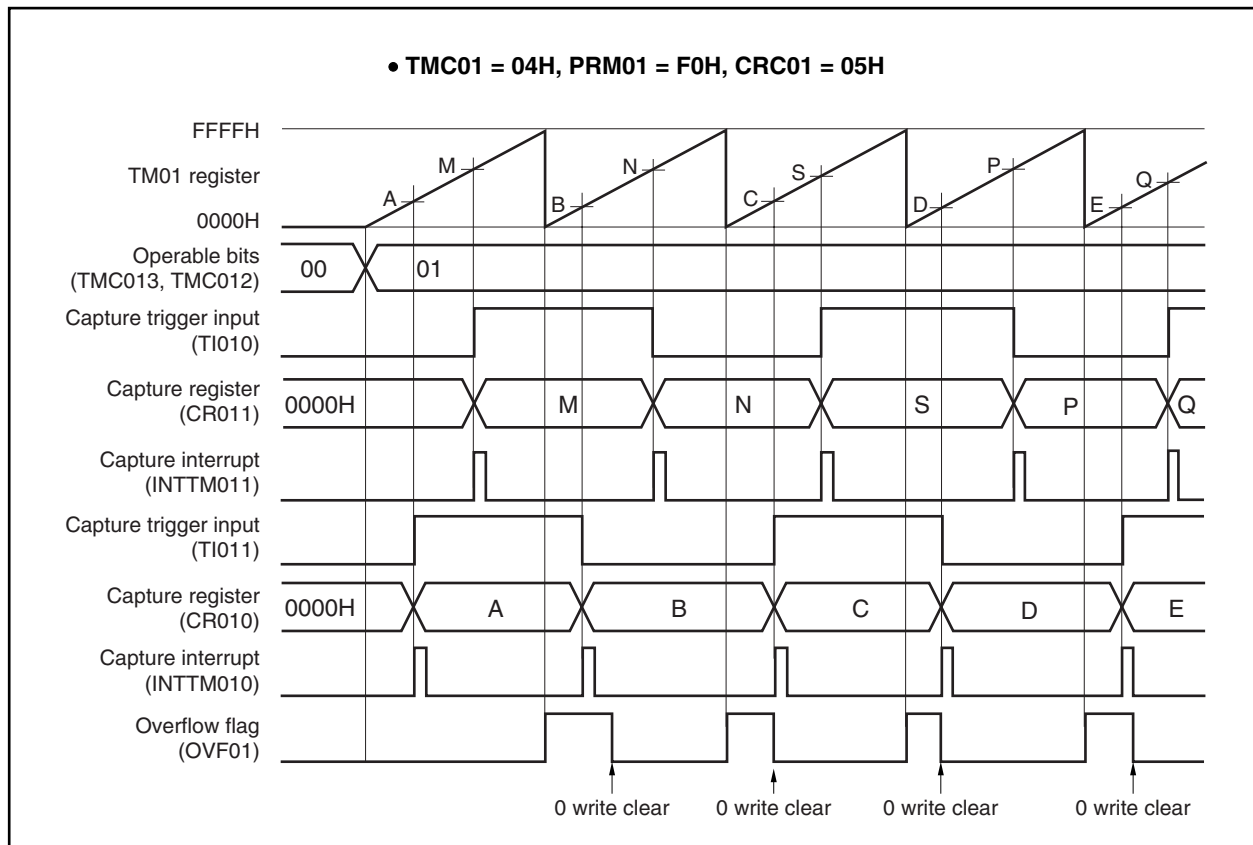 • TMC01 = 04H, PRM01 = F0H, CRC01 = 05H
FFFFH
TM01 register
0000H
A M B N C S D P E Q
Operable bits
(TMC013, TMC012)
00 01
Capture trigger input
(TI010)
Capture register
(CR011)
0000H M N S P Q
Capture interrupt
(INTTM011)
Capture trigger input
(TI011)
Capture register
(CR010)
0000H A B C D E
Capture interrupt
(INTTM010)
Overflow flag
(OVF01)
0 write clear 0 write clear 0 write clear 0 write clear